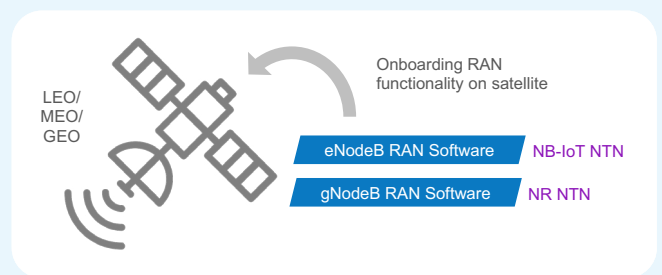 LEO/
MEO/
GEO
Onboarding RAN
functionality on satellite
eNodeB RAN Software
NB-IoT NTN
gNodeB RAN Software
NR NTN